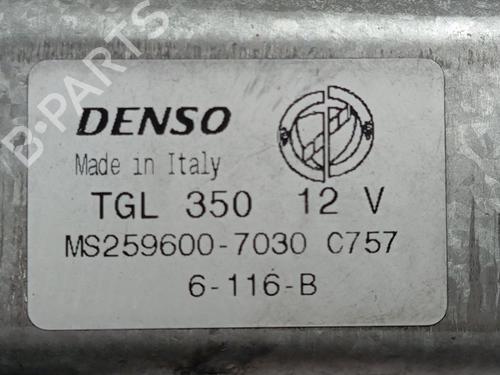 B-PARTS
DENSO
Made in Italy
TGL 350 12 V
MS259600-7030 C757
6-116-B